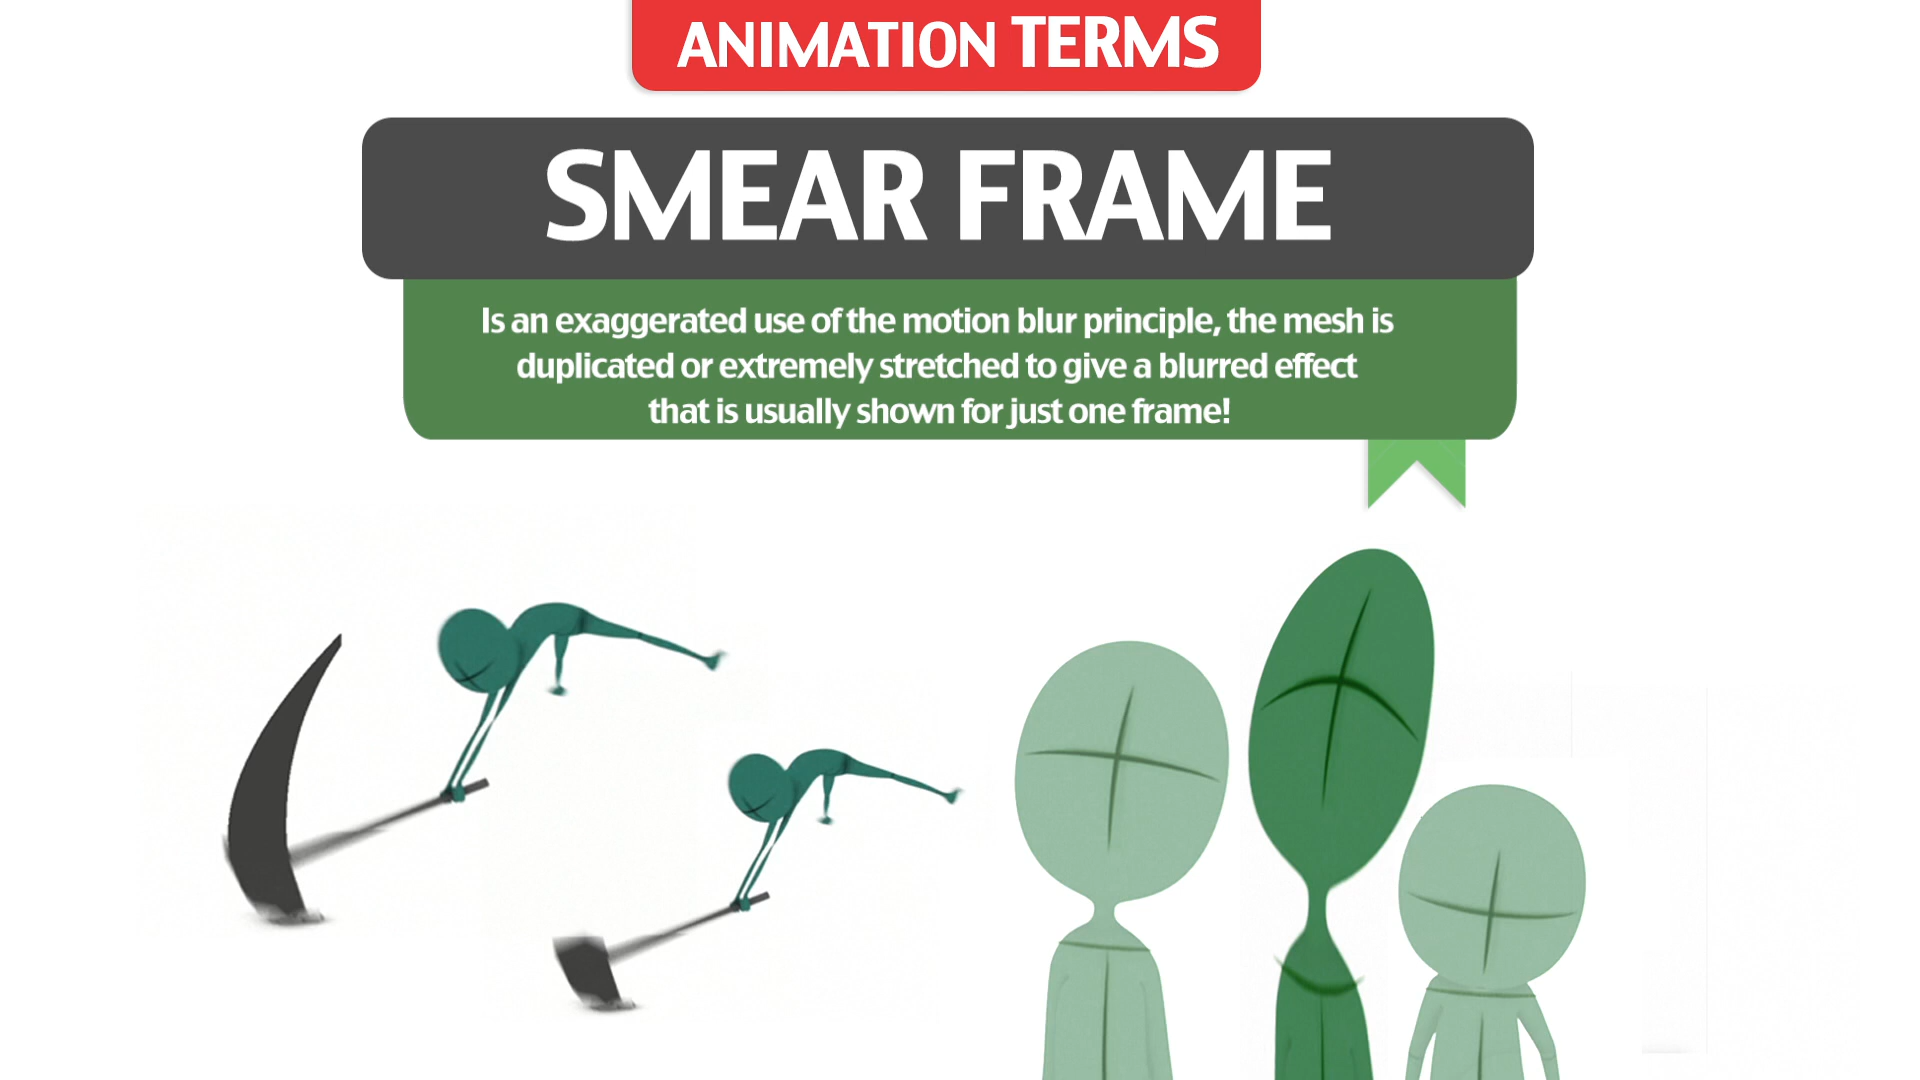 ANIMATION TERMS
SMEAR FRAME
Is an exaggerated use of the motion blur principle, the mesh is
duplicated or extremely stretched to give a blurred effect
that is usually shown for just one frame!